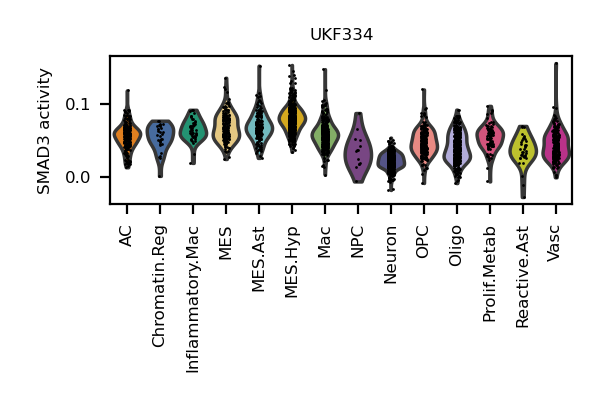 UKF334
SMAD3 activity
0.1
0.0
AC
Chromatin.Reg
Inflammatory.Mac
MES
MES.Ast
MES.Hyp
Mac
NPC
Neuron
OPC
Oligo
Prolif.Metab
Reactive.Ast
Vasc